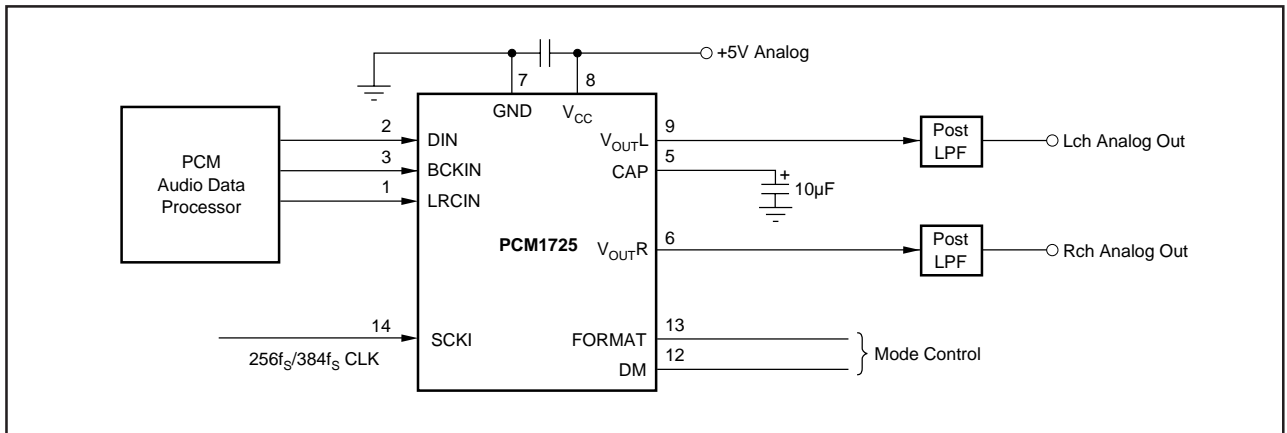 +5V Analog
7
8
GND
VCC
PCM
Audio Data
Processor
2
DIN
3
BCKIN
1
LRCIN
VOUTL
9
Post
LPF
Lch Analog Out
CAP
5
+
10µF
PCM1725
VOUTR
6
Post
LPF
Rch Analog Out
14
SCKI
256fS/384fS CLK
FORMAT
13
DM
12
Mode Control